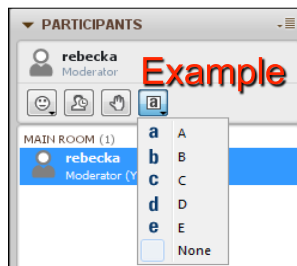 PARTICIPANTS
rebecka
Moderator
Example
a
MAIN ROOM (1)
rebecka
Moderator (Y
a A
b B
c C
d D
e E
None